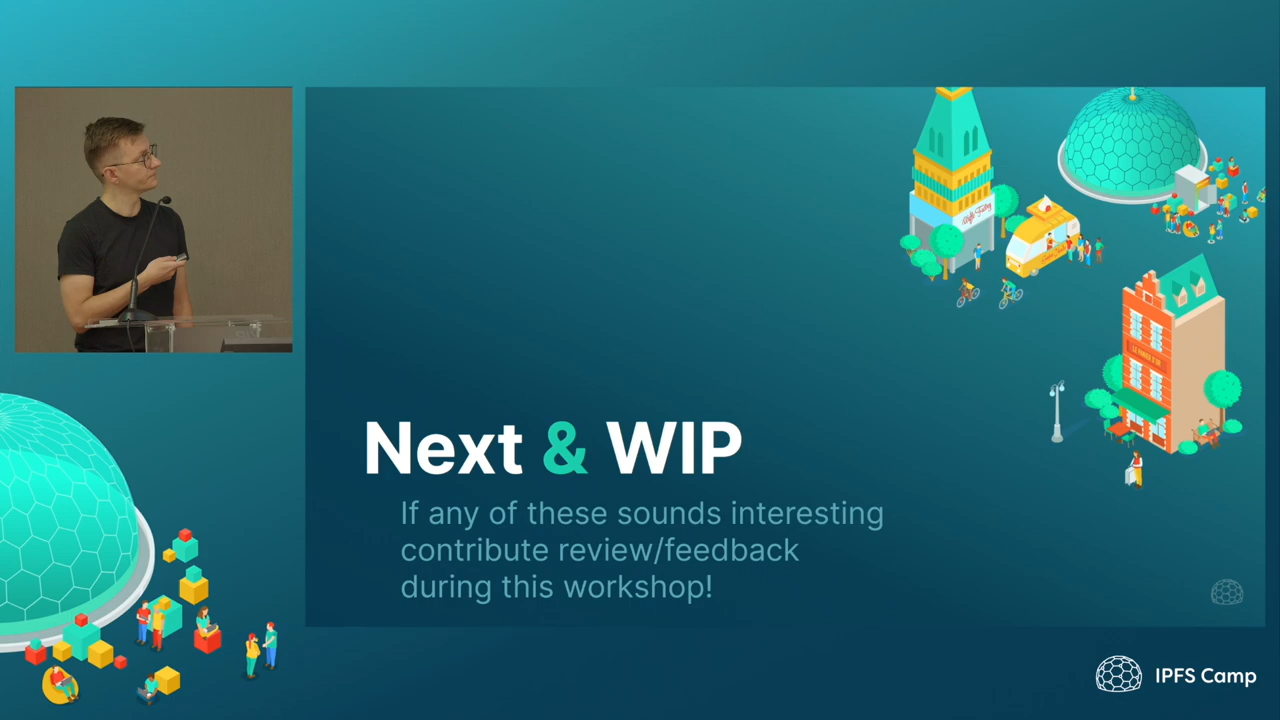 Next & WIP
If any of these sounds interesting
contribute review/feedback
during this workshop!
IPFS Camp